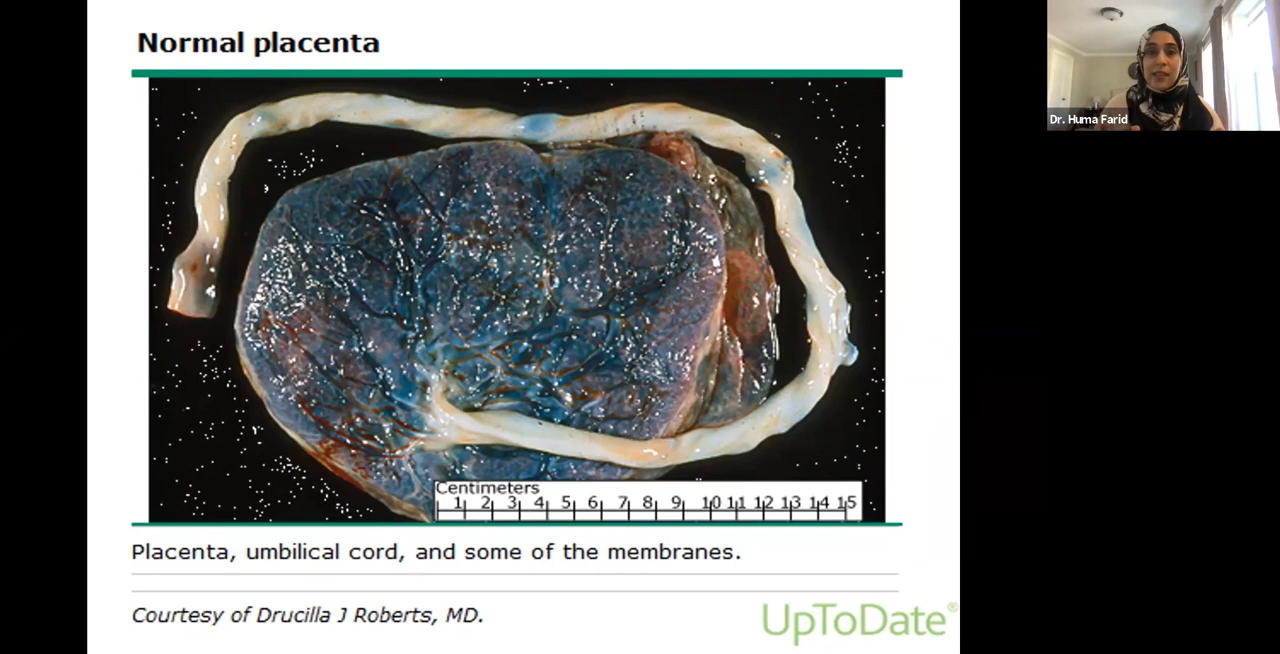 Normal placenta
Dr. Huma Farid
Centimeters
1 2 3 4 5 6 7 8 9 10 11 12 13 14 15
Placenta, umbilical cord, and some of the membranes.
Courtesy of Drucilla J Roberts, MD.
UpToDate®